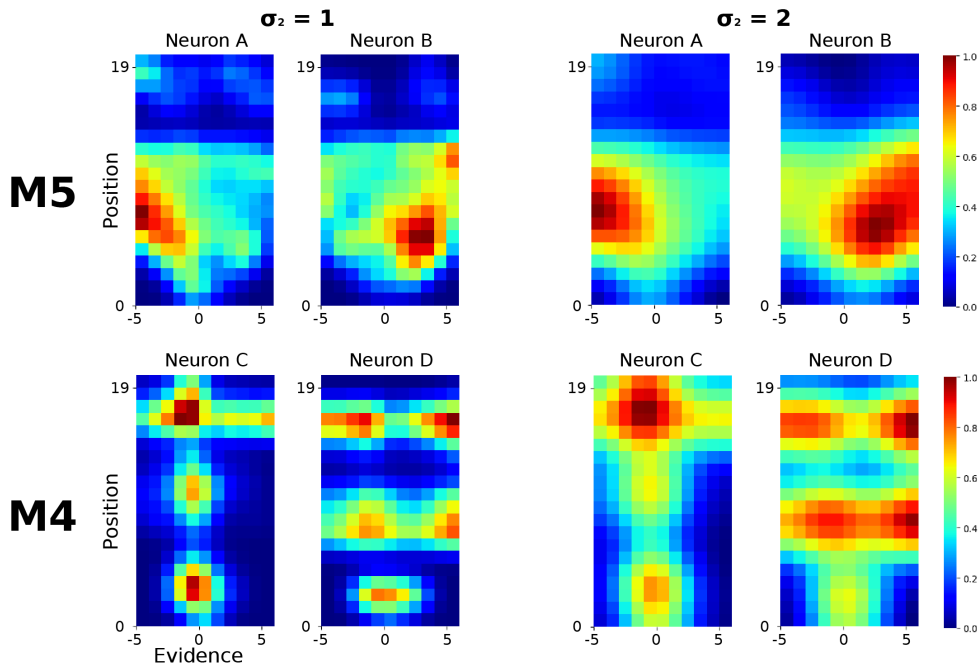 σ₂ = 1
σ₂ = 2
Neuron A
Neuron B
Neuron A
Neuron B
M5
Position
19
0
-5 0 5
19
0
-5 0 5
19
0
-5 0 5
19
0
-5 0 5
1.0
0.8
0.6
0.4
0.2
0.0
Neuron C
Neuron D
Neuron C
Neuron D
M4
Position
19
0
-5 0 5
Evidence
19
0
-5 0 5
19
0
-5 0 5
19
0
-5 0 5
1.0
0.8
0.6
0.4
0.2
0.0